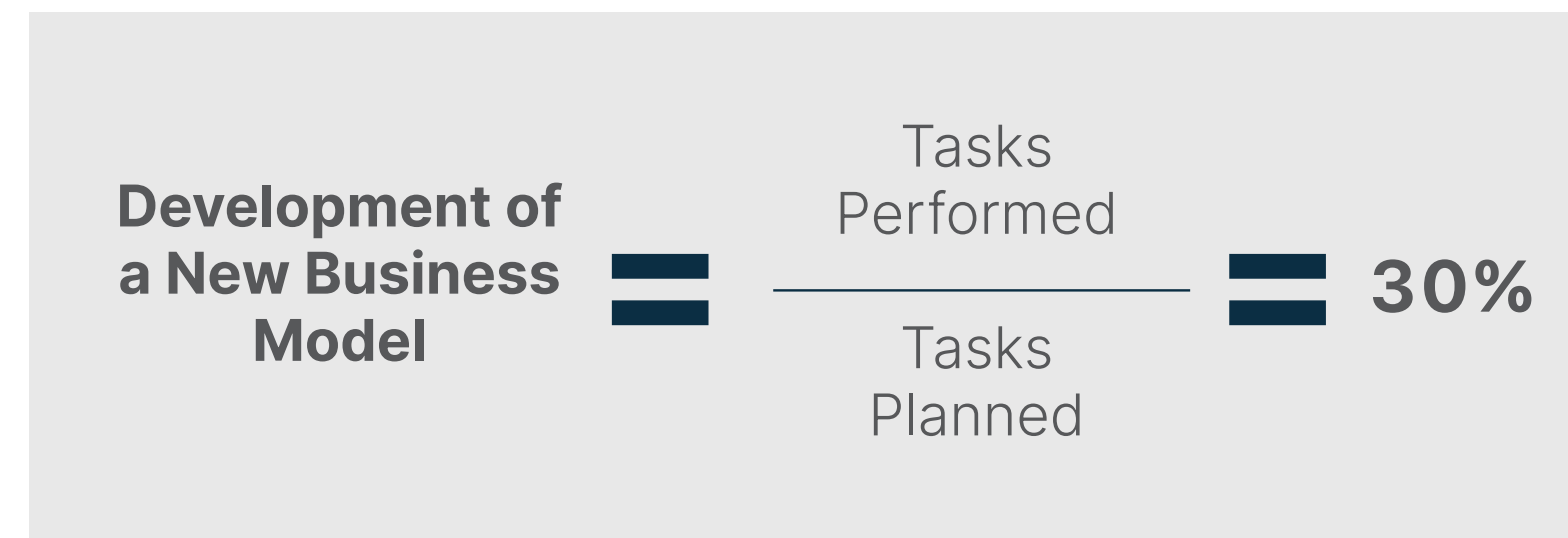 Development of
a New Business
Model
=
Tasks
Performed
Tasks
Planned
=
30%